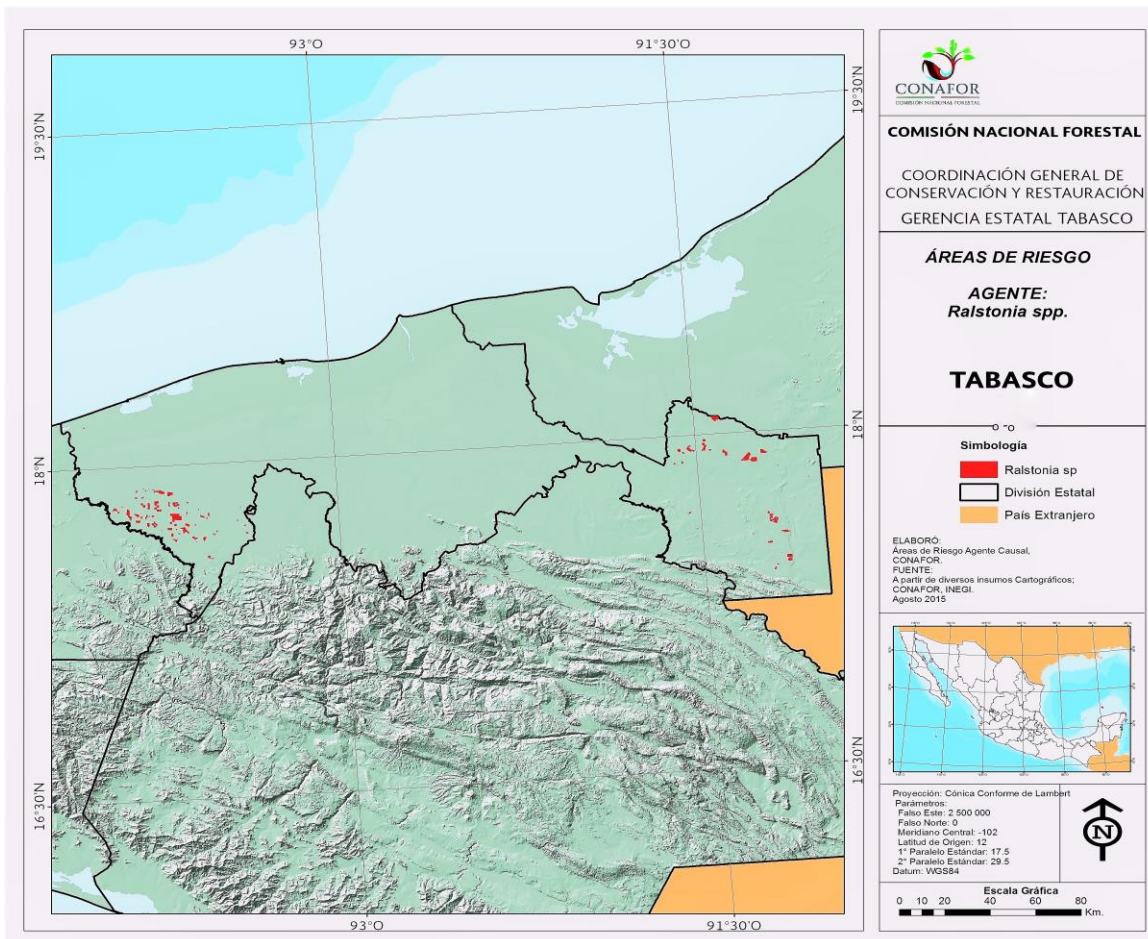 93°O
91°30'O
19°30'N
19°30'N
18°N
18°N
16°30'N
16°30'N
93°O
91°30'O
CONAFOR
COMISIÓN NACIONAL FORESTAL
COMISIÓN NACIONAL FORESTAL
COORDINACIÓN GENERAL DE
CONSERVACIÓN Y RESTAURACIÓN
GERENCIA ESTATAL TABASCO
ÁREAS DE RIESGO
AGENTE:
Ralstonia spp.
TABASCO
Simbología
Ralstonia sp
División Estatal
País Extranjero
ELABORÓ:
Áreas de Riesgo Agente Causal,
CONAFOR.
FUENTE:
A partir de diversos insumos Cartográficos;
CONAFOR, INEGI.
Agosto 2015
Proyección: Cónica Conforme de Lambert
Parámetros:
Falso Este: 2 500 000
Falso Norte: 0
Meridiano Central: -102
Latitud de Origen: 12
1° Paralelo Estándar: 17.5
2° Paralelo Estándar: 29.5
Datum: WGS84
N
Escala Gráfica
0 10 20 40 60 80
Km.